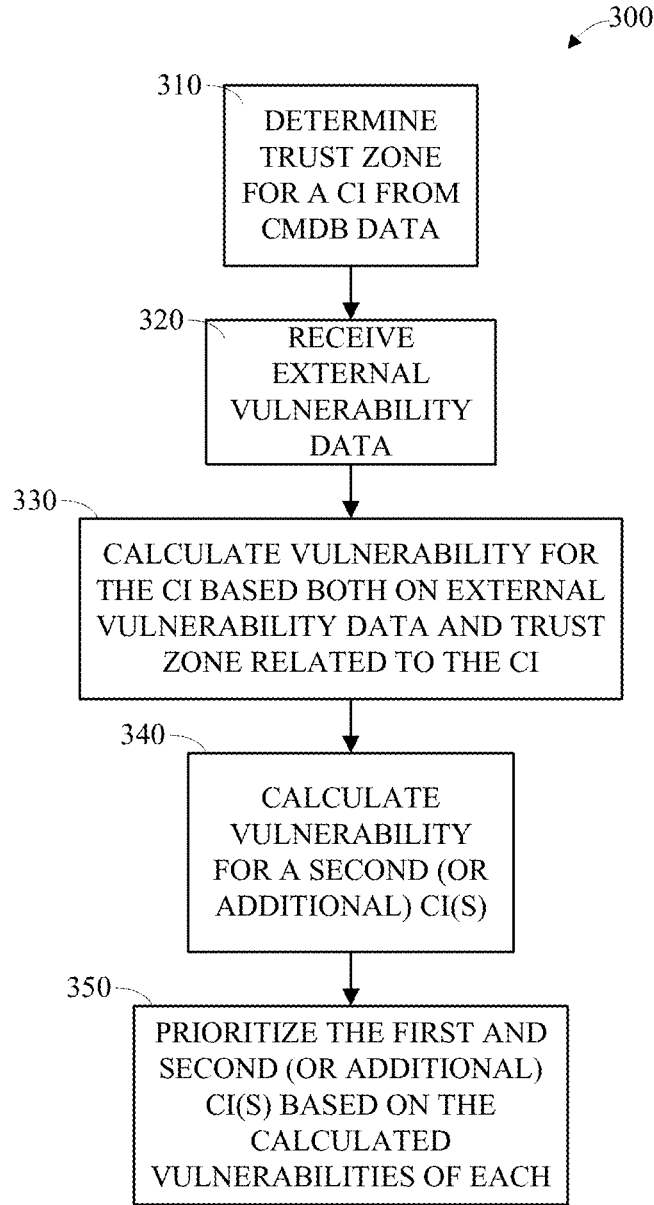 300
310
DETERMINE
TRUST ZONE
FOR A CI FROM
CMDB DATA
320
RECEIVE
EXTERNAL
VULNERABILITY
DATA
330
CALCULATE VULNERABILITY FOR
THE CI BASED BOTH ON EXTERNAL
VULNERABILITY DATA AND TRUST
ZONE RELATED TO THE CI
340
CALCULATE
VULNERABILITY
FOR A SECOND (OR
ADDITIONAL) CI(S)
350
PRIORITIZE THE FIRST AND
SECOND (OR ADDITIONAL)
CI(S) BASED ON THE
CALCULATED
VULNERABILITIES OF EACH